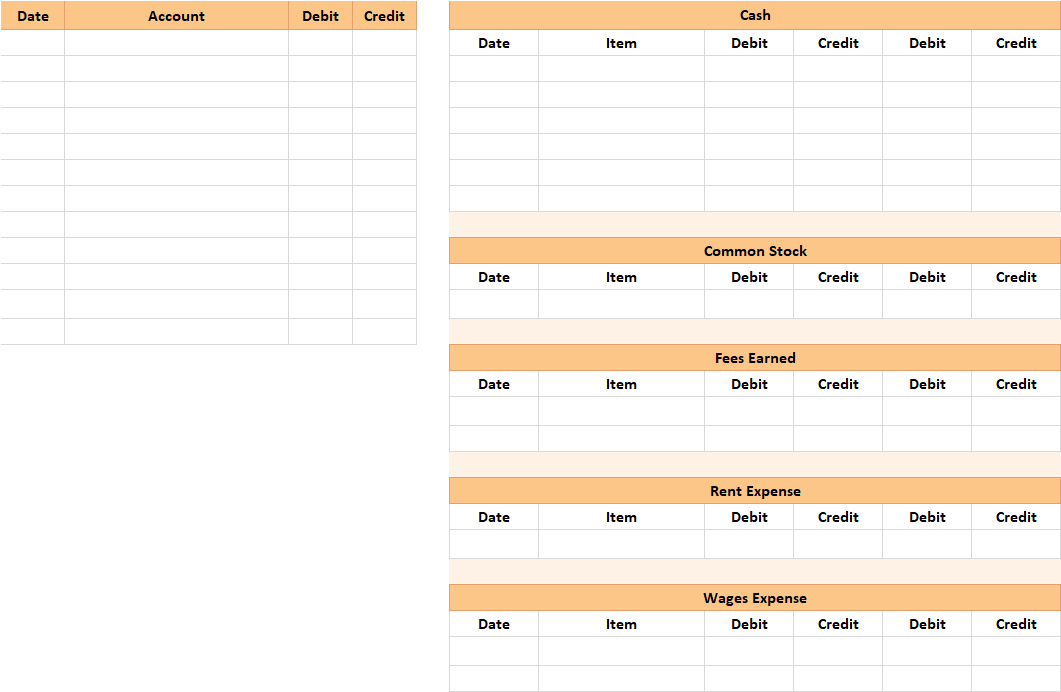 Date Account Debit Credit
Cash
Date Item Debit Credit Debit Credit
Common Stock
Date Item Debit Credit Debit Credit
Fees Earned
Date Item Debit Credit Debit Credit
Rent Expense
Date Item Debit Credit Debit Credit
Wages Expense
Date Item Debit Credit Debit Credit